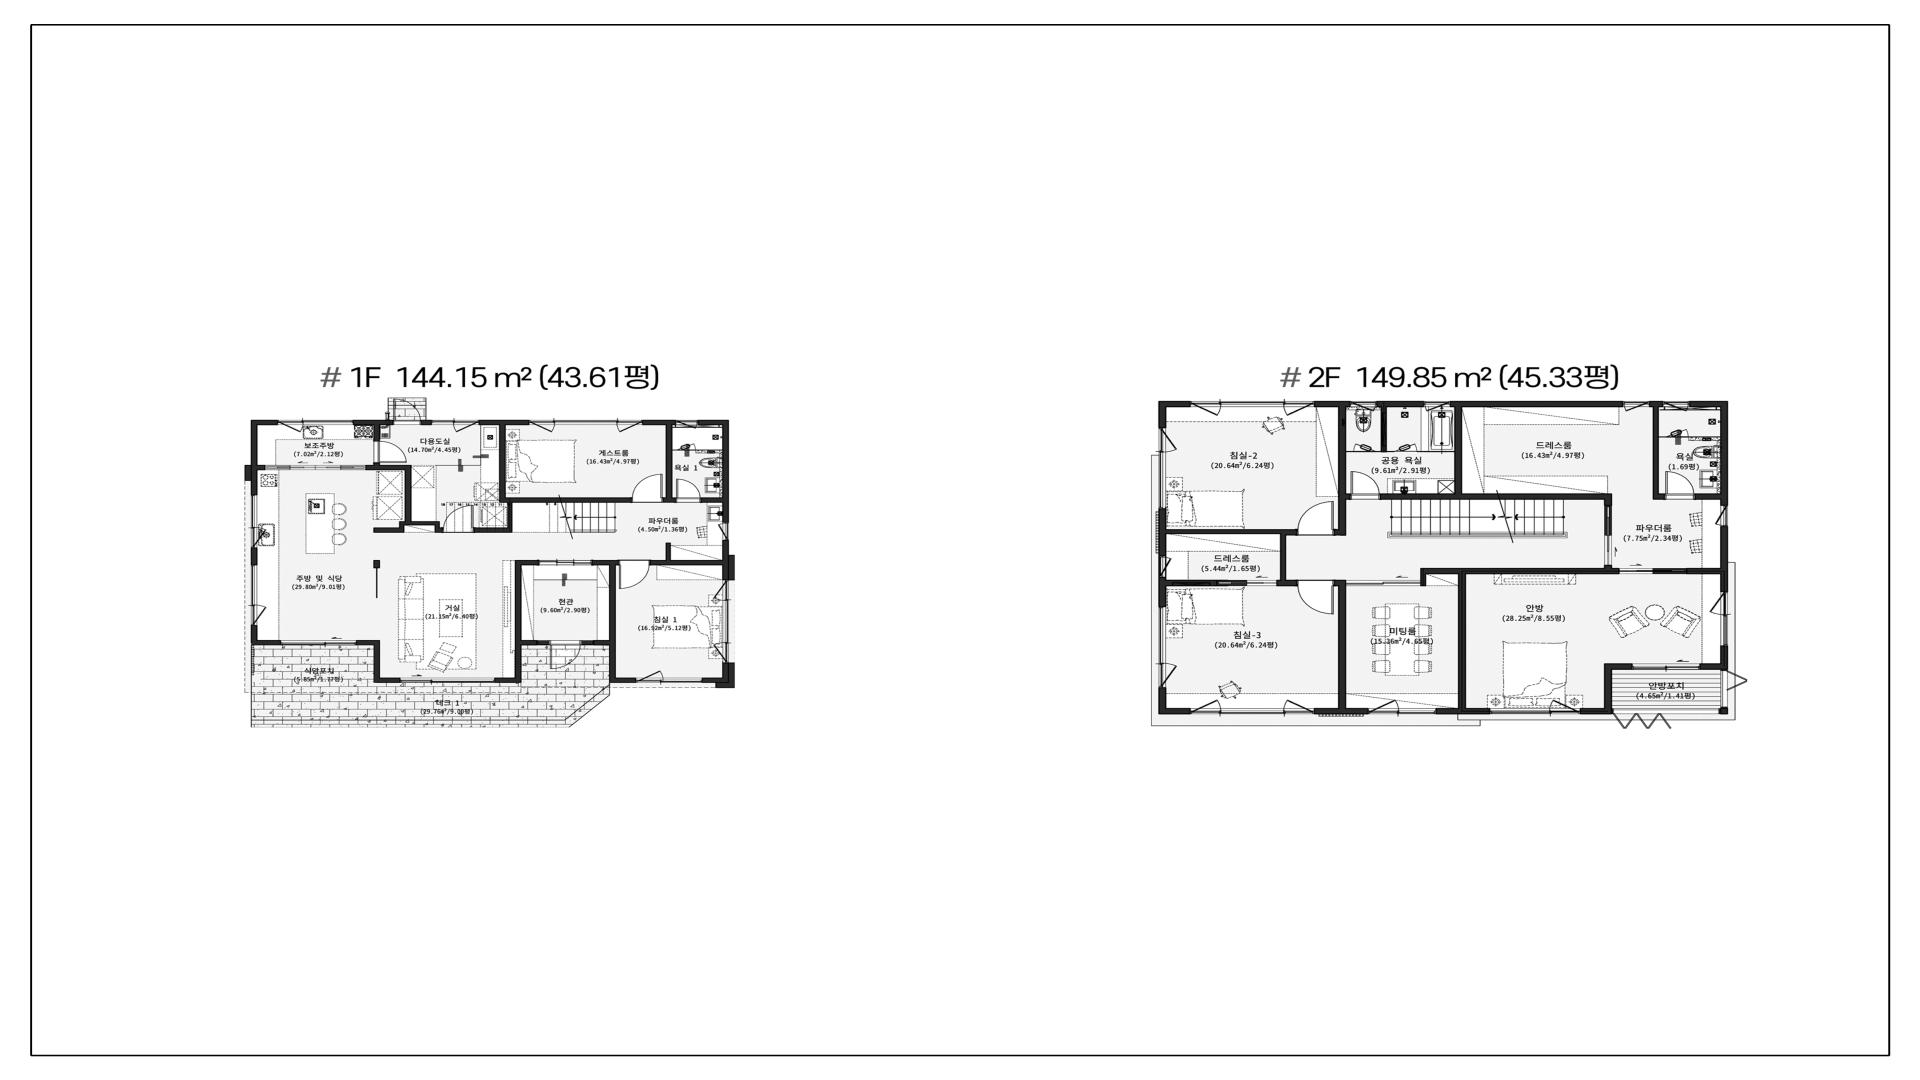 # 1F 144.15 m² (43.61평)
보조주방
(7.02m²/2.12평)
다용도실
(14.70m²/4.45평)
게스트룸
(16.43m²/4.97평)
욕실 1
파우더룸
(4.50m²/1.36평)
주방 및 식당
(29.80m²/9.01평)
거실
(21.15m²/6.40평)
현관
(9.60m²/2.90평)
침실 1
(16.92m²/5.12평)
식당포치
(5.85m²/1.77평)
데크 1
(29.76m²/9.00평)
# 2F 149.85 m² (45.33평)
침실-2
(20.64m²/6.24평)
공용 욕실
(9.61m²/2.91평)
드레스룸
(16.43m²/4.97평)
욕실
(1.69평)
파우더룸
(7.75m²/2.34평)
드레스룸
(5.44m²/1.65평)
침실-3
(20.64m²/6.24평)
미팅룸
(15.36m²/4.65평)
안방
(28.25m²/8.55평)
안방포치
(4.65m²/1.41평)